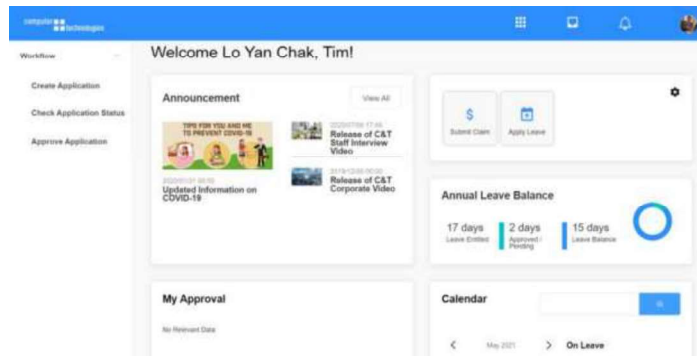 computer
technologies
Workflow
Welcome Lo Yan Chak, Tim!
Create Application
Check Application Status
Approve Application
Announcement
View All
TIPS FOR YOU AND ME
TO PREVENT COVID-19
Updated Information on
COVID-19
Release of C&T
Staff Interview
Video
Release of C&T
Corporate Video
$
Submit Claim
Apply Leave
Annual Leave Balance
17 days
Leave Entitled
2 days
Approved /
Pending
15 days
Leave Balance
My Approval
No Relevant Data
Calendar
< May 2021 > On Leave